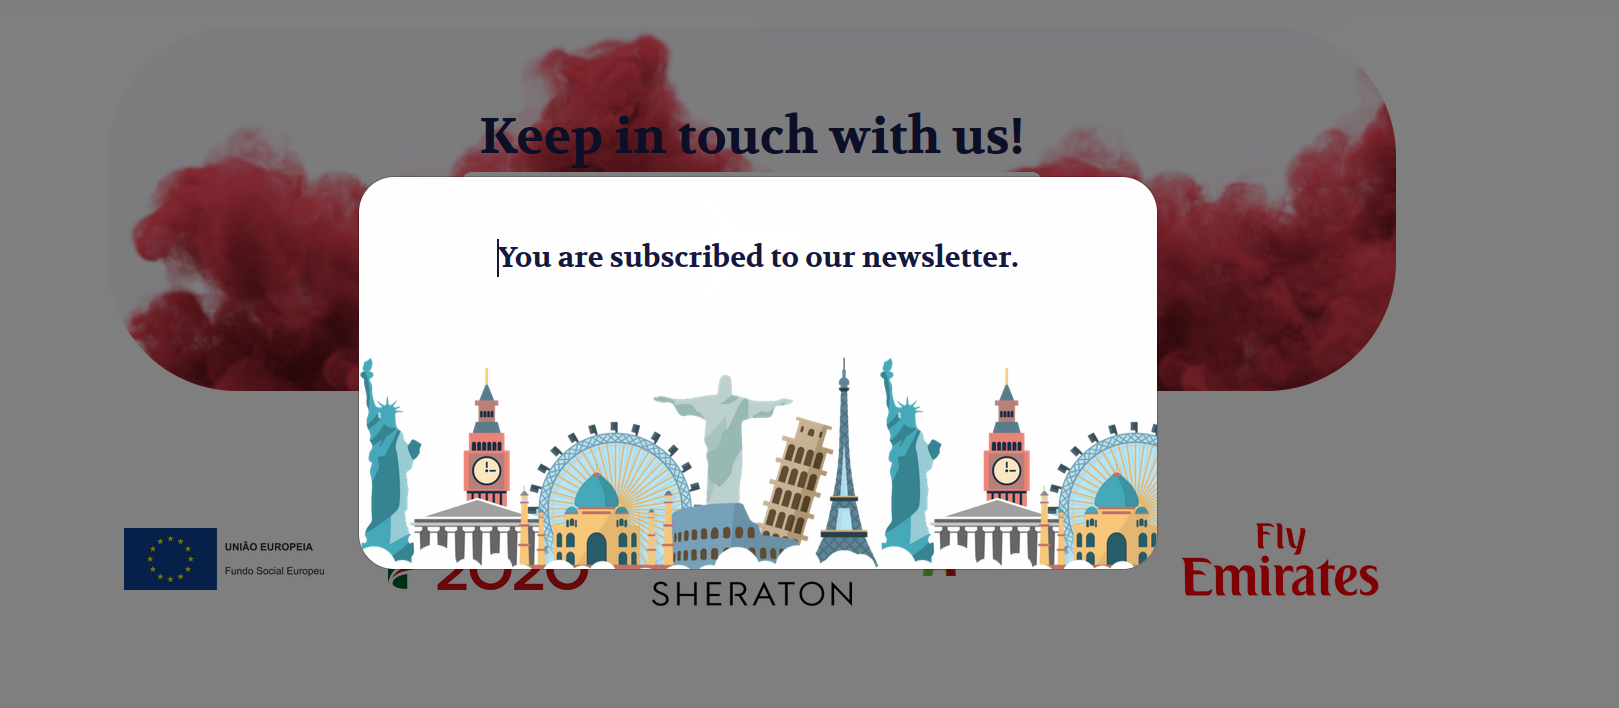 Keep in touch with us!
You are subscribed to our newsletter.
UNIÃO EUROPEIA
Fundo Social Europeu
2020
SHERATON
Fly
Emirates